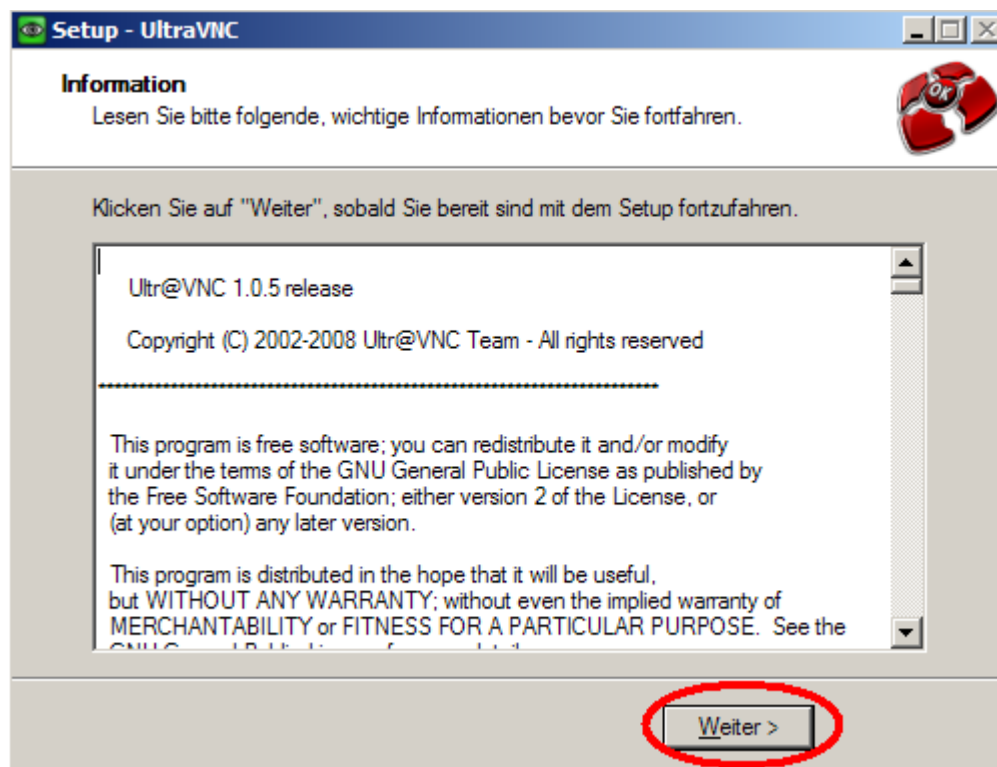 Setup - UltraVNC
Information
Lesen Sie bitte folgende, wichtige Informationen bevor Sie fortfahren.
OK
Klicken Sie auf "Weiter", sobald Sie bereit sind mit dem Setup fortzufahren.
Ultr@VNC 1.0.5 release
Copyright (C) 2002-2008 Ultr@VNC Team - All rights reserved
This program is free software; you can redistribute it and/or modify
it under the terms of the GNU General Public License as published by
the Free Software Foundation; either version 2 of the License, or
(at your option) any later version.
This program is distributed in the hope that it will be useful,
but WITHOUT ANY WARRANTY; without even the implied warranty of
MERCHANTABILITY or FITNESS FOR A PARTICULAR PURPOSE.  See the
Weiter >